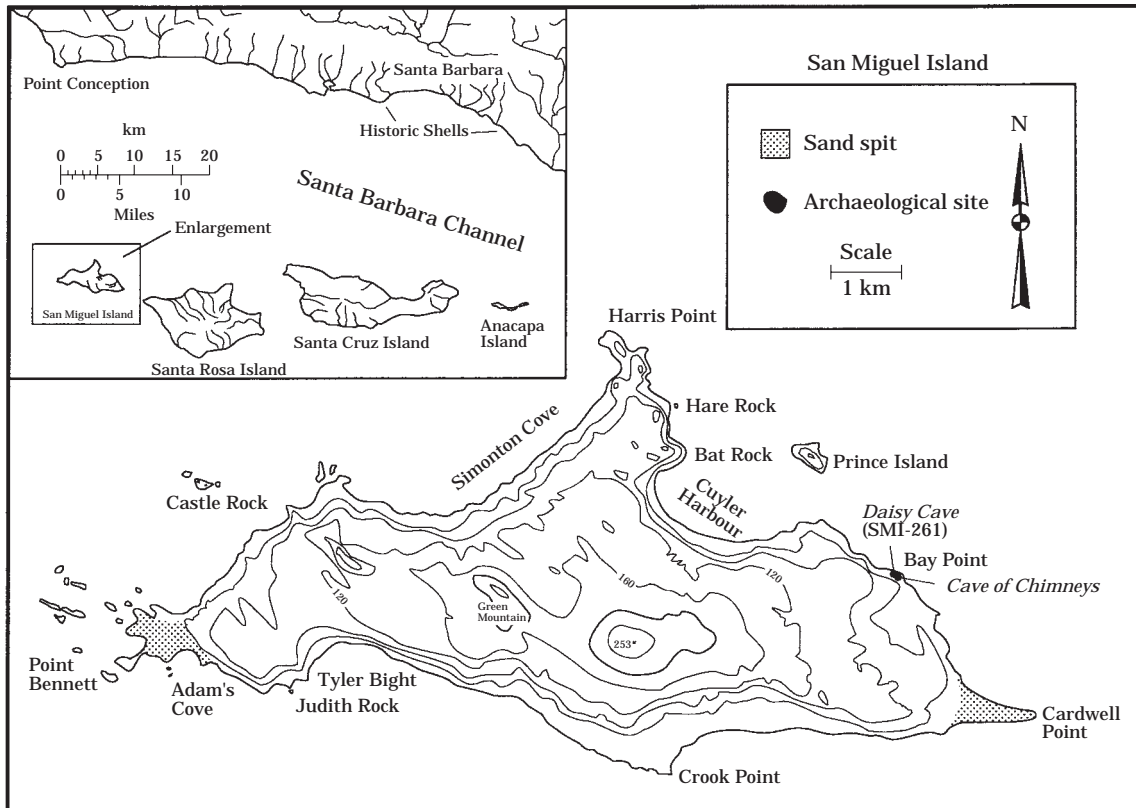 Point Conception
Santa Barbara
Historic Shells
km
0 5 10 15 20
0 5 10
Miles
Santa Barbara Channel
Enlargement
San Miguel Island
Santa Rosa Island
Santa Cruz Island
Anacapa
Island
San Miguel Island
Sand spit
Archaeological site
Scale
1 km
N
Harris Point
Hare Rock
Bat Rock
Prince Island
Simonton Cove
Cuyler
Harbour
Castle Rock
Daisy Cave
(SMI-261)
Bay Point
Cave of Chimneys
120
160
120
Green
Mountain
253
Point
Bennett
Adam's
Cove
Tyler Bight
Judith Rock
Crook Point
Cardwell
Point